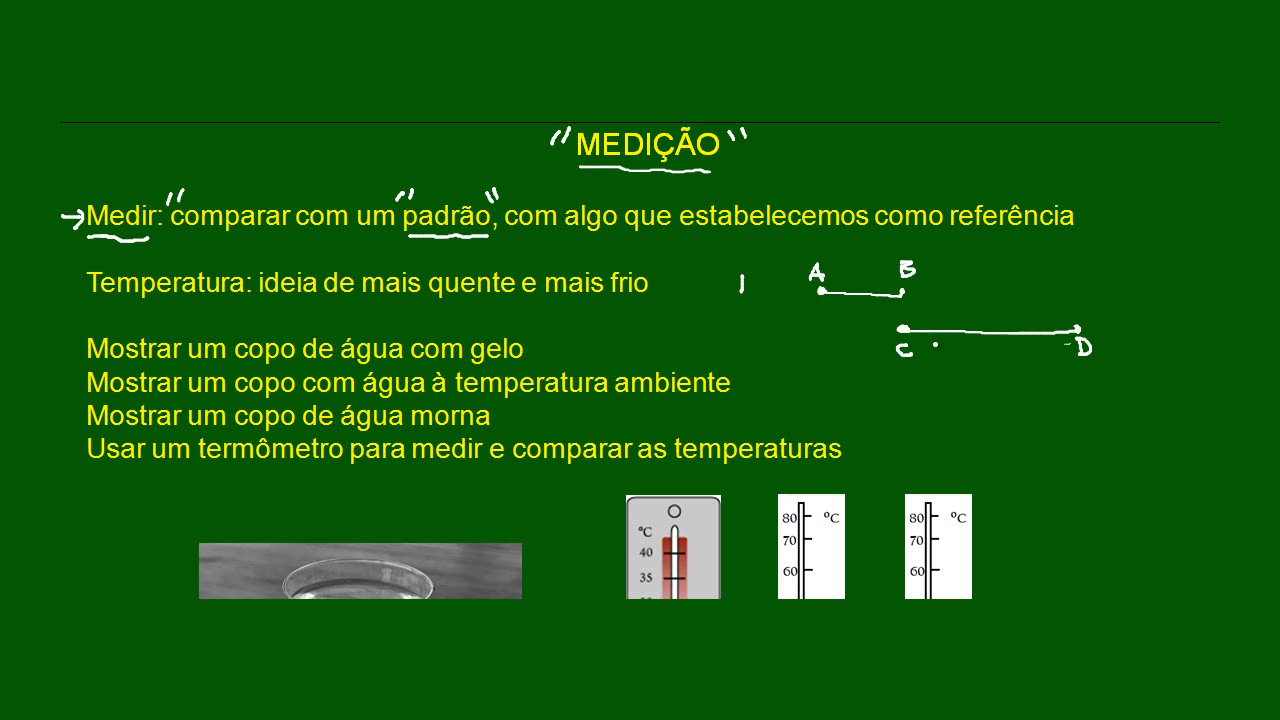 "MEDIÇÃO"
→Medir: "comparar com um "padrão", com algo que estabelecemos como referência
Temperatura: ideia de mais quente e mais frio
1 A B
C D
Mostrar um copo de água com gelo
Mostrar um copo com água à temperatura ambiente
Mostrar um copo de água morna
Usar um termômetro para medir e comparar as temperaturas
°C
40
35
80 °C
70
60
80 °C
70
60